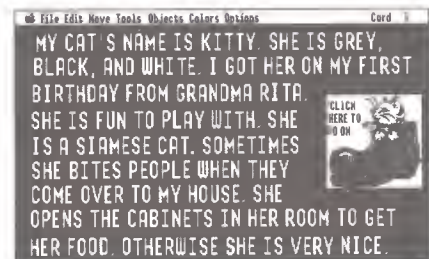 File Edit Move Tools Objects Colors Options Card 1
MY CAT'S NAME IS KITTY. SHE IS GREY,
BLACK, AND WHITE. I GOT HER ON MY FIRST
BIRTHDAY FROM GRANDMA RITA.
SHE IS FUN TO PLAY WITH. SHE
IS A SIAMESE CAT. SOMETIMES
SHE BITES PEOPLE WHEN THEY
COME OVER TO MY HOUSE. SHE
OPENS THE CABINETS IN HER ROOM TO GET
HER FOOD. OTHERWISE SHE IS VERY NICE.
CLICK
HERE TO
GO ON